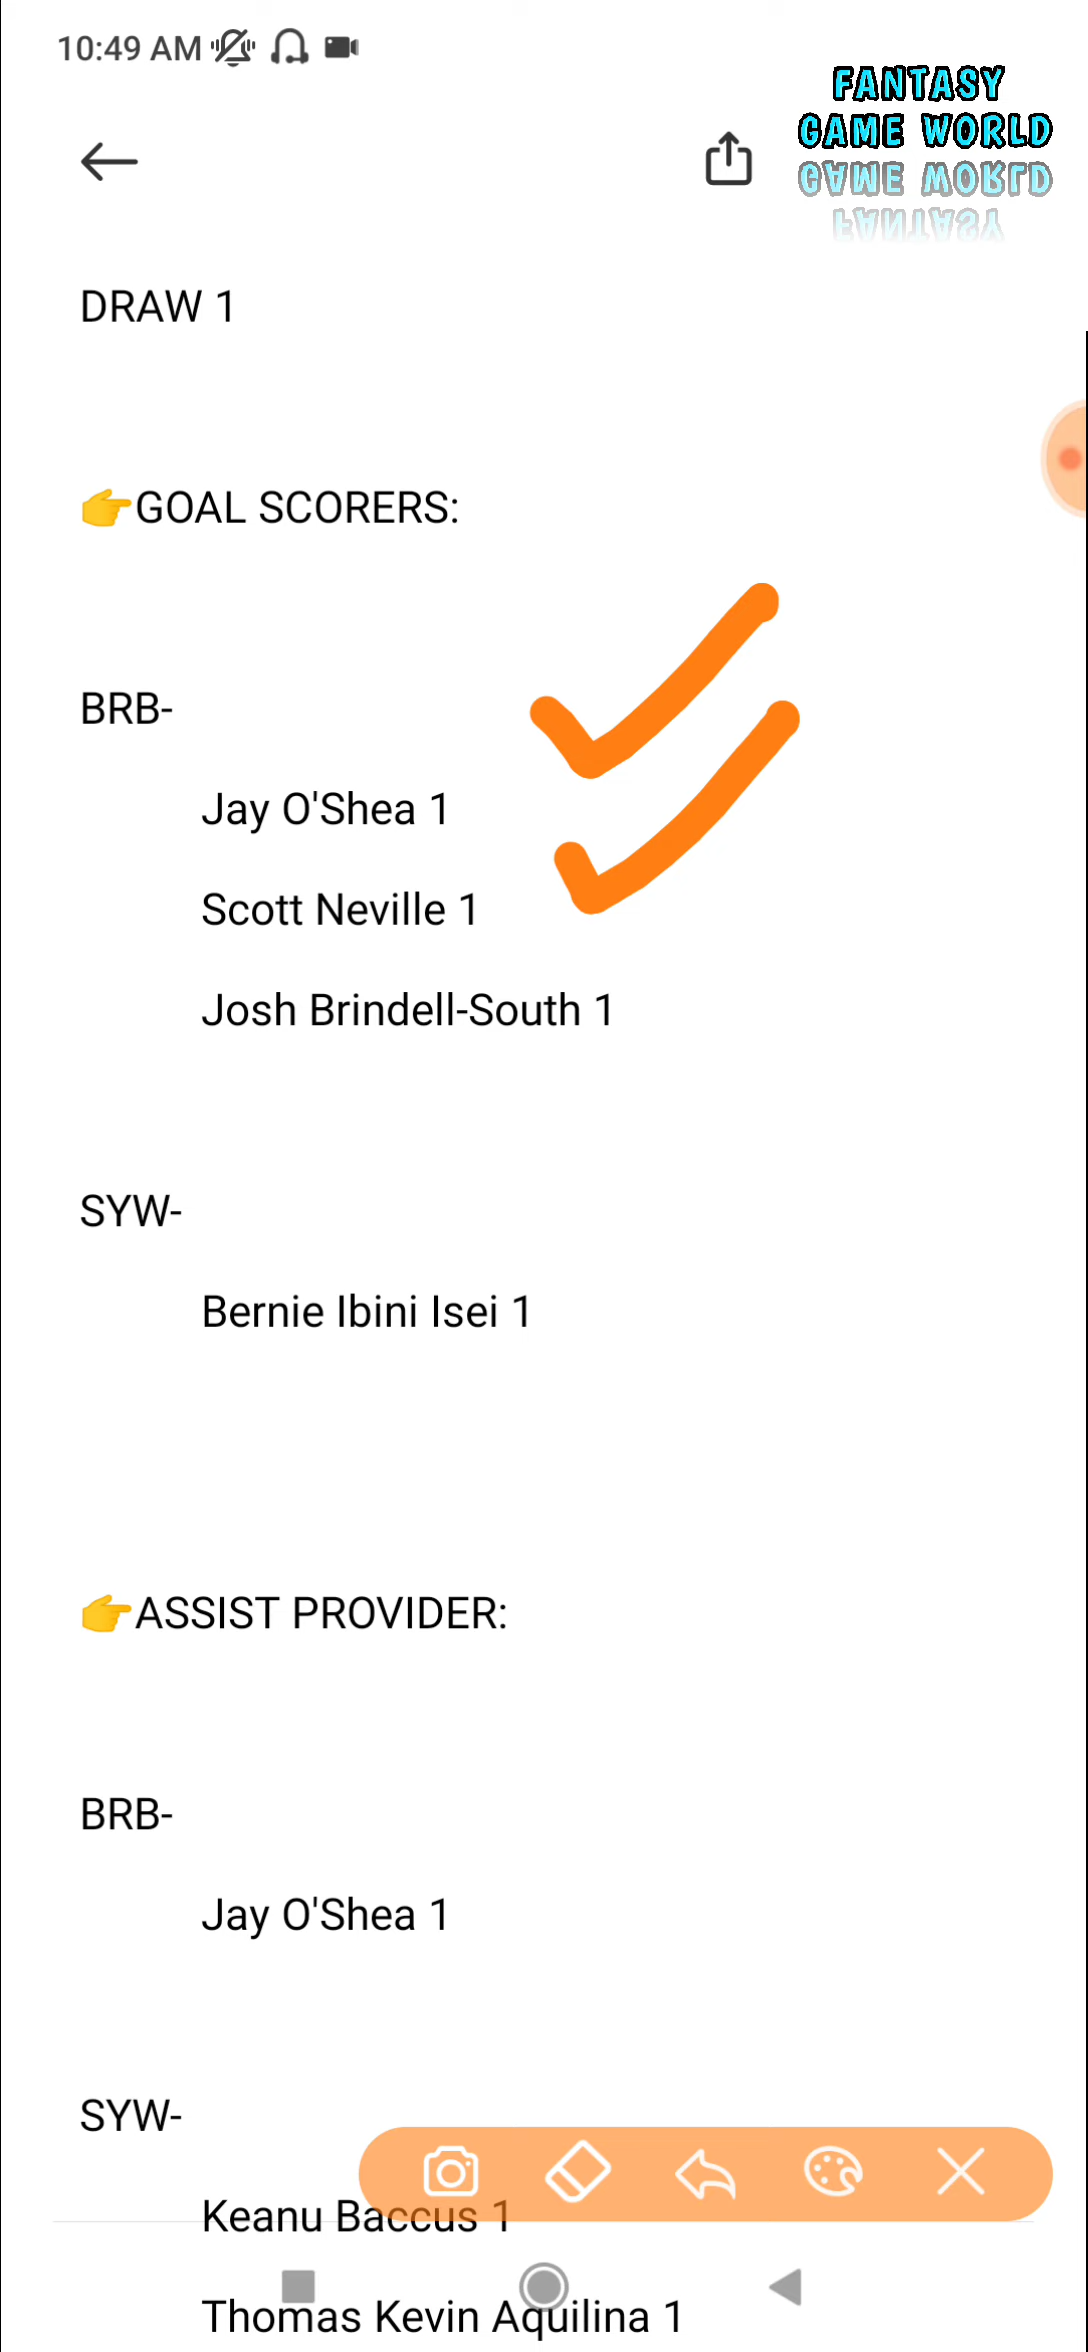 10:49 AM
FANTASY
GAME WORLD
DRAW 1
👉GOAL SCORERS:
BRB-
Jay O'Shea 1
Scott Neville 1
Josh Brindell-South 1
SYW-
Bernie Ibini Isei 1
👉ASSIST PROVIDER:
BRB-
Jay O'Shea 1
SYW-
Keanu Baccus 1
Thomas Kevin Aquilina 1